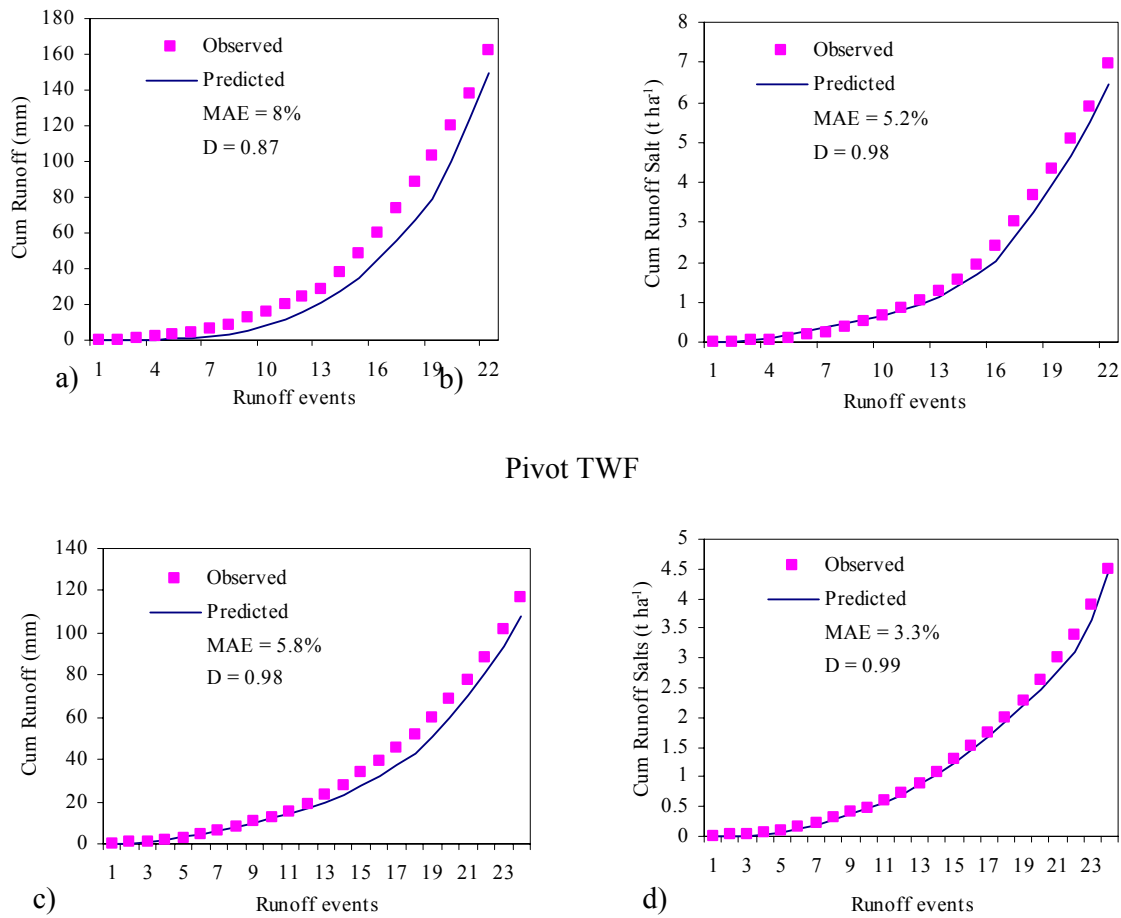 180
160
140
120
100
80
60
40
20
0
Cum Runoff (mm)
Observed
Predicted
MAE = 8%
D = 0.87
1 4 7 10 13 16 19 22
Runoff events
a)
8
7
6
5
4
3
2
1
0
Cum Runoff Salt (t ha⁻¹)
Observed
Predicted
MAE = 5.2%
D = 0.98
1 4 7 10 13 16 19 22
Runoff events
b)
Pivot TWF
140
120
100
80
60
40
20
0
Cum Runoff (mm)
Observed
Predicted
MAE = 5.8%
D = 0.98
1 3 5 7 9 11 13 15 17 19 21 23
Runoff events
c)
5
4.5
4
3.5
3
2.5
2
1.5
1
0.5
0
Cum Runoff Salts (t ha⁻¹)
Observed
Predicted
MAE = 3.3%
D = 0.99
1 3 5 7 9 11 13 15 17 19 21 23
Runoff events
d)